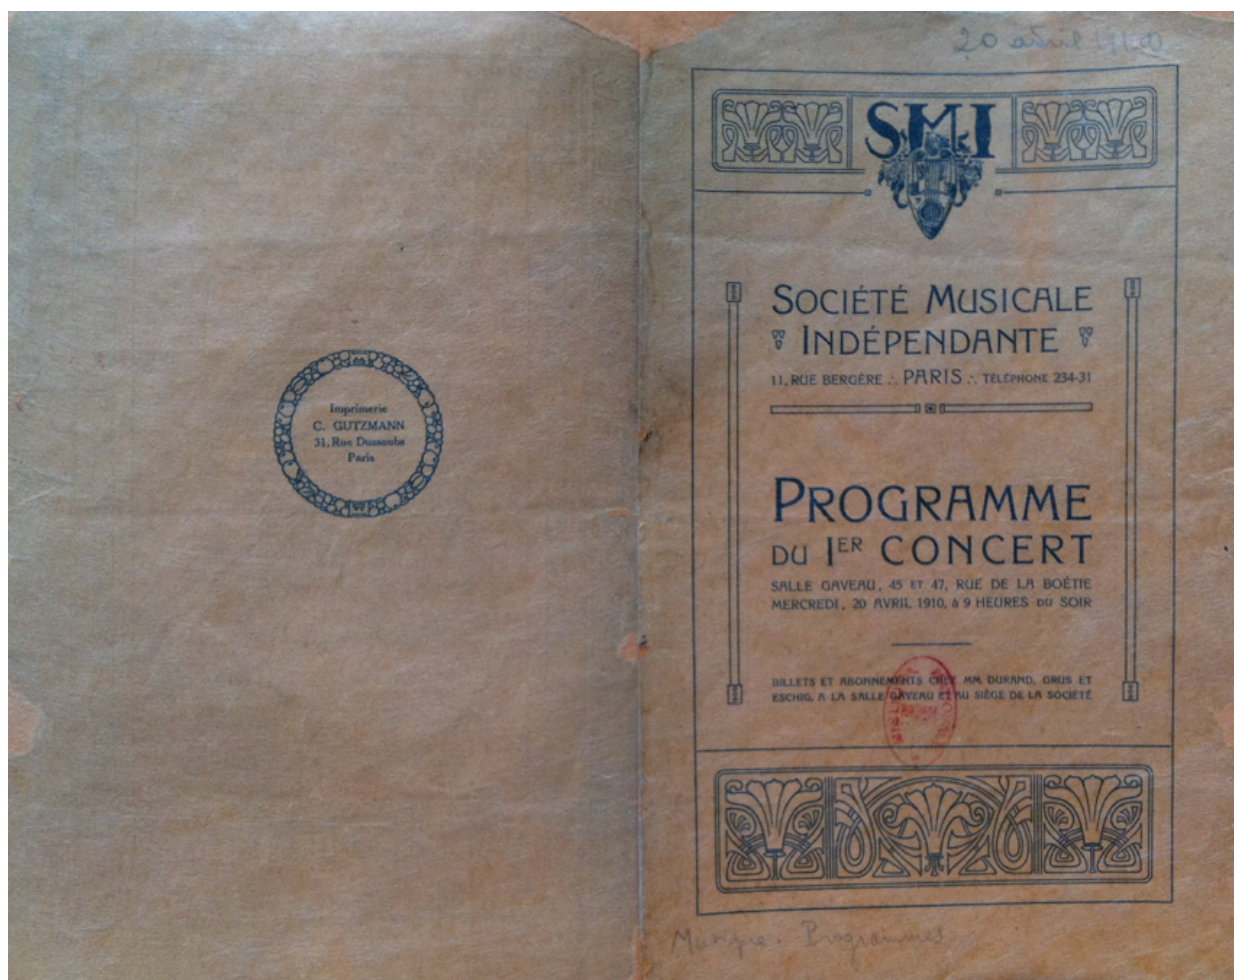 Imprimerie
C. GUTZMANN
31, Rue Dussoubs
Paris
20 avril 1910
SMI
SOCIÉTÉ MUSICALE
INDÉPENDANTE
11, RUE BERGÈRE .·. PARIS .·. TÉLÉPHONE 234-31
PROGRAMME
DU 1ER CONCERT
SALLE GAVEAU, 45 ET 47, RUE DE LA BOËTIE
MERCREDI, 20 AVRIL 1910, à 9 HEURES DU SOIR
BILLETS ET ABONNEMENTS CHEZ MM. DURAND, GRUS ET
ESCHIG, A LA SALLE GAVEAU ET AU SIÈGE DE LA SOCIÉTÉ
Musique. Programmes